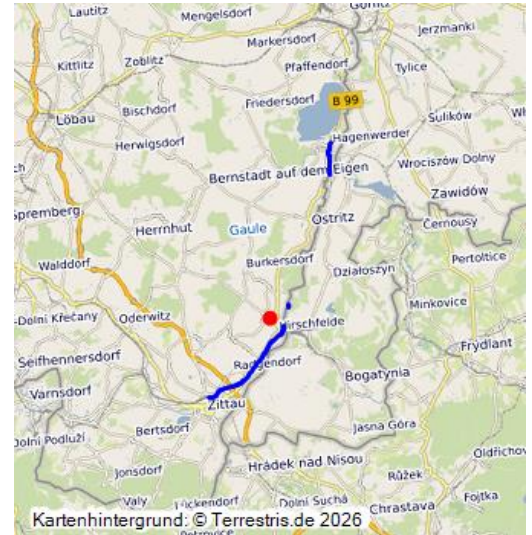 Lautitz
Mengelsdorf
Görlitz
Jerzmanki
Markersdorf
Zoblitz
Kittlitz
Pfaffendorf
Tylice
Friedersdorf
B 99
Bischdorf
Löbau
Hagenwerder
Sulików
Herwigsdorf
Wrociszów Dolny
Bernstadt auf dem Eigen
Zawidów
Spremberg
Ostritz
Černousy
Herrnhut
Gaule
Burkersdorf
Pertoltice
Walddorf
Działoszyn
Minkovice
Dolní Křečany
Oderwitz
Hirschfelde
Frýdlant
Seifhennersdorf
Radgendorf
Bogatynia
Varnsdorf
Zittau
Bertsdorf
Jasna Góra
Dolní Podluží
Hrádek nad Nisou
Oldřichov
Jonsdorf
Růžek
Valy
Lückendorf
Dolní Suchá
Fojtka
Chrastava
Kartenhintergrund: © Terrestris.de 2026